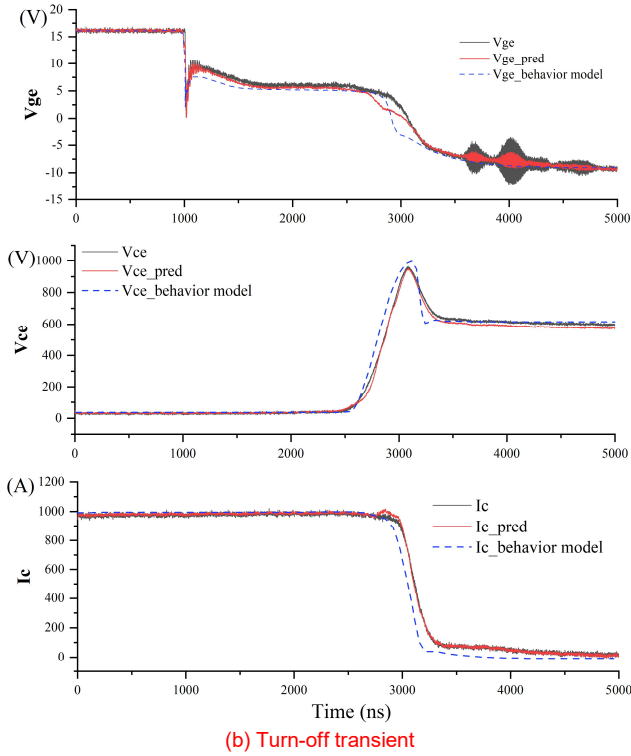 (V)
20
15
10
5
0
-5
-10
-15
Vge
Vge
Vge_pred
Vge_behavior model
0
1000
2000
3000
4000
5000
(V)
1000
800
600
400
200
0
Vce
Vce
Vce_pred
Vce_behavior model
0
1000
2000
3000
4000
5000
(A)
1200
1000
800
600
400
200
0
Ic
Ic
Ic_pred
Ic_behavior model
0
1000
2000
3000
4000
5000
Time (ns)
(b) Turn-off transient